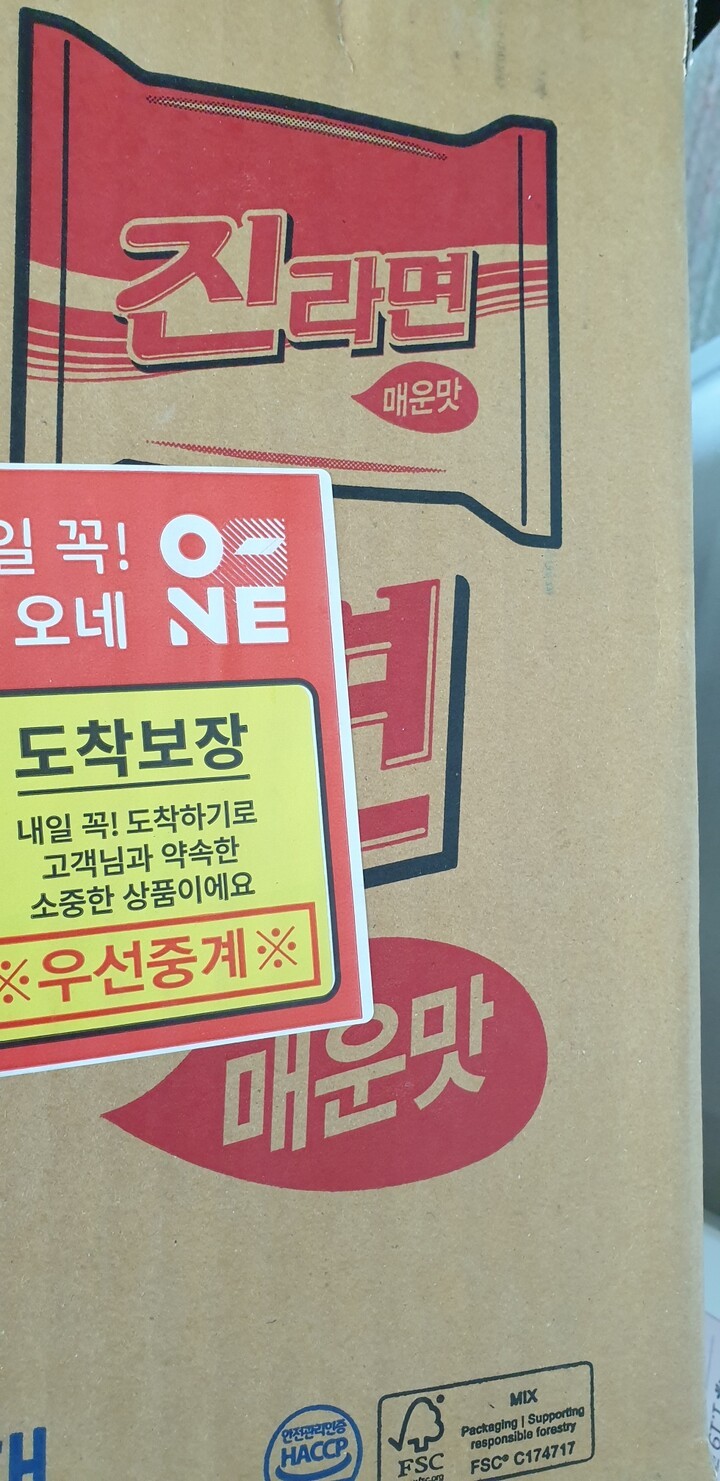 진라면
매운맛
일 꼭!
오네
O-NE
도착보장
내일 꼭! 도착하기로
고객님과 약속한
소중한 상품이에요
※우선중계※
면
매운맛
TH
안전관리인증
HACCP
FSC
MIX
Packaging | Supporting
responsible forestry
FSC® C174717